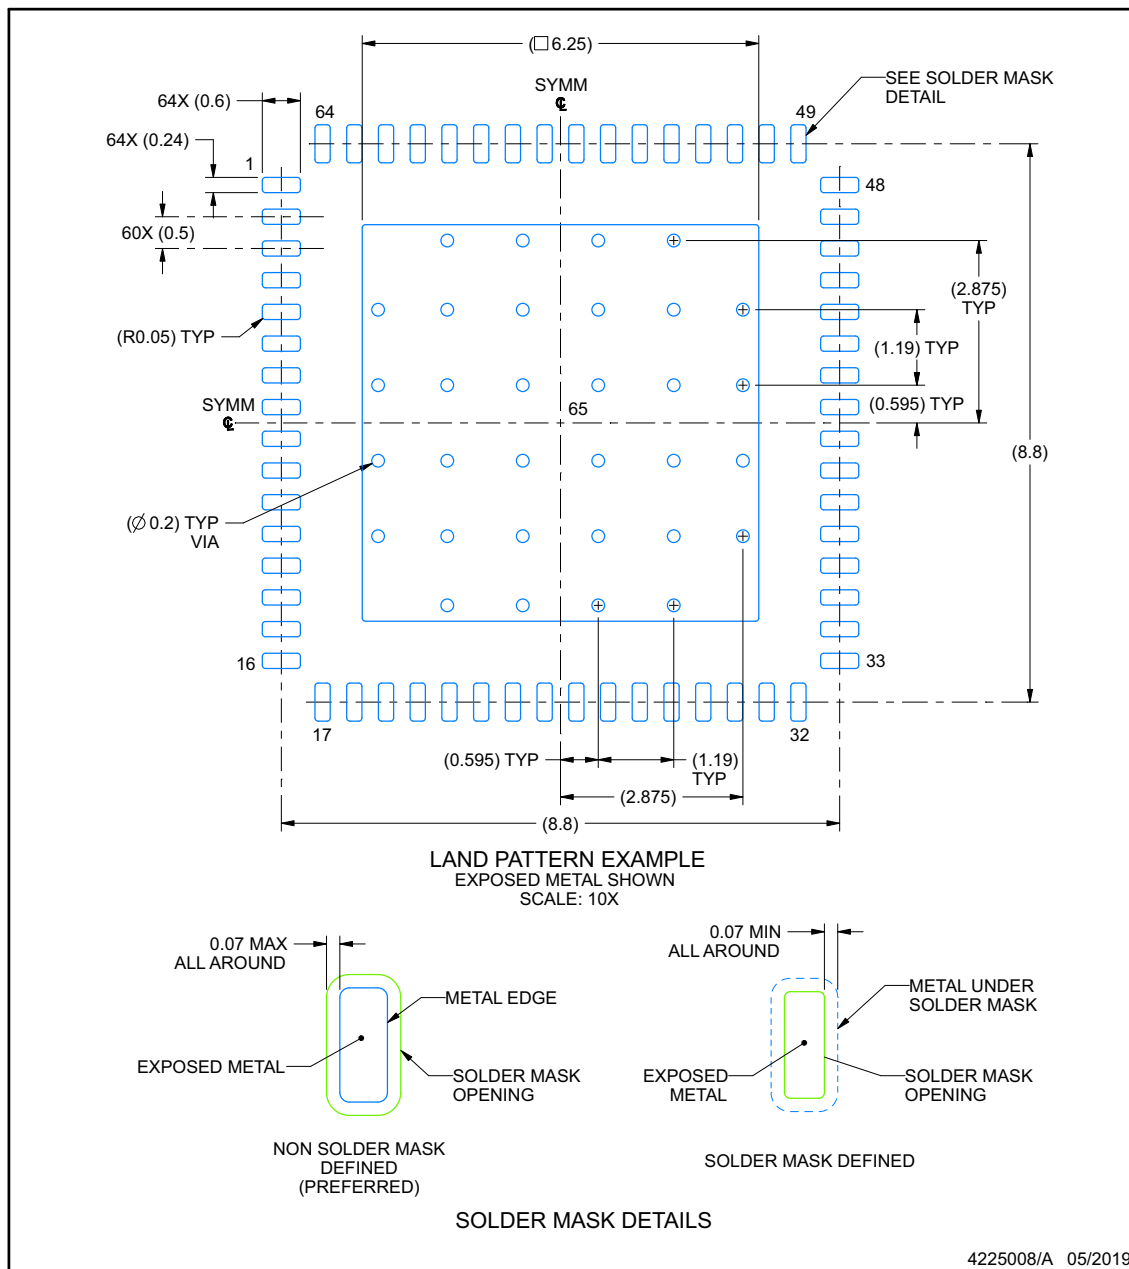 (□ 6.25)
SYMM
℄
SEE SOLDER MASK
DETAIL
64X (0.6)
64
49
64X (0.24)
1
48
60X (0.5)
(2.875)
TYP
(R0.05) TYP
(1.19) TYP
SYMM
℄
65
(0.595) TYP
(8.8)
(Ø 0.2) TYP
VIA
16
33
17
32
(0.595) TYP
(1.19)
TYP
(2.875)
(8.8)
LAND PATTERN EXAMPLE
EXPOSED METAL SHOWN
SCALE: 10X
0.07 MAX
ALL AROUND
METAL EDGE
EXPOSED METAL
SOLDER MASK
OPENING
NON SOLDER MASK
DEFINED
(PREFERRED)
0.07 MIN
ALL AROUND
METAL UNDER
SOLDER MASK
EXPOSED
METAL
SOLDER MASK
OPENING
SOLDER MASK DEFINED
SOLDER MASK DETAILS
4225008/A 05/2019